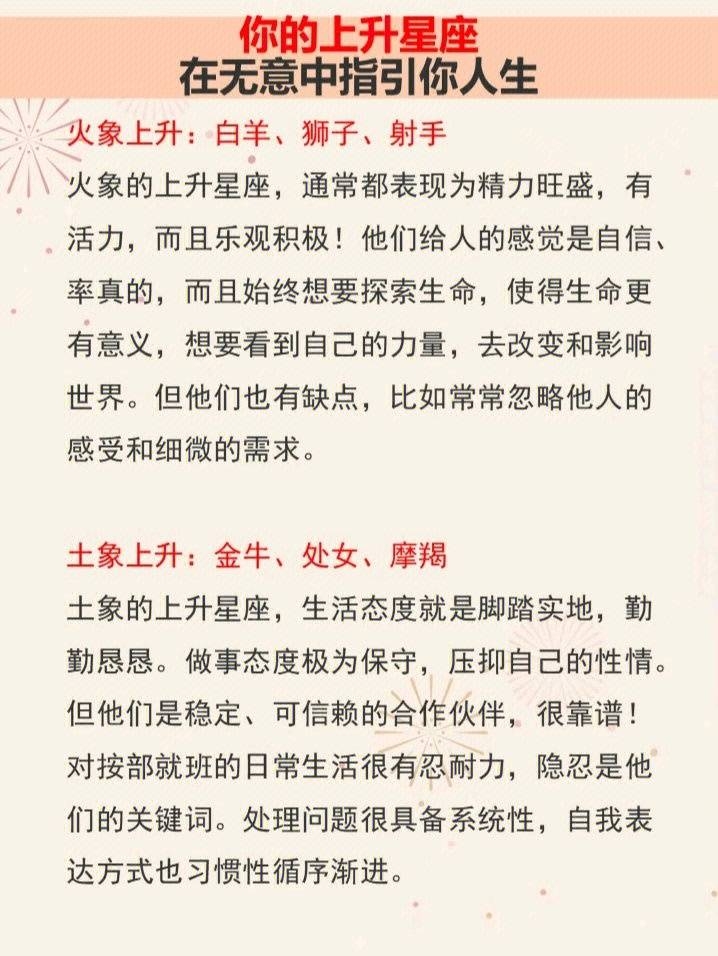 你的上升星座
在无意中指引你人生
火象上升：白羊、狮子、射手
火象的上升星座，通常都表现为精力旺盛，有
活力，而且乐观积极！他们给人的感觉是自信、
率真的，而且始终想要探索生命，使得生命更
有意义，想要看到自己的力量，去改变和影响
世界。但他们也有缺点，比如常常忽略他人的
感受和细微的需求。
土象上升：金牛、处女、摩羯
土象的上升星座，生活态度就是脚踏实地，勤
勤恳恳。做事态度极为保守，压抑自己的性情。
但他们是稳定、可信赖的合作伙伴，很靠谱！
对按部就班的日常生活很有忍耐力，隐忍是他
们的关键词。处理问题很具备系统性，自我表
达方式也习惯性循序渐进。